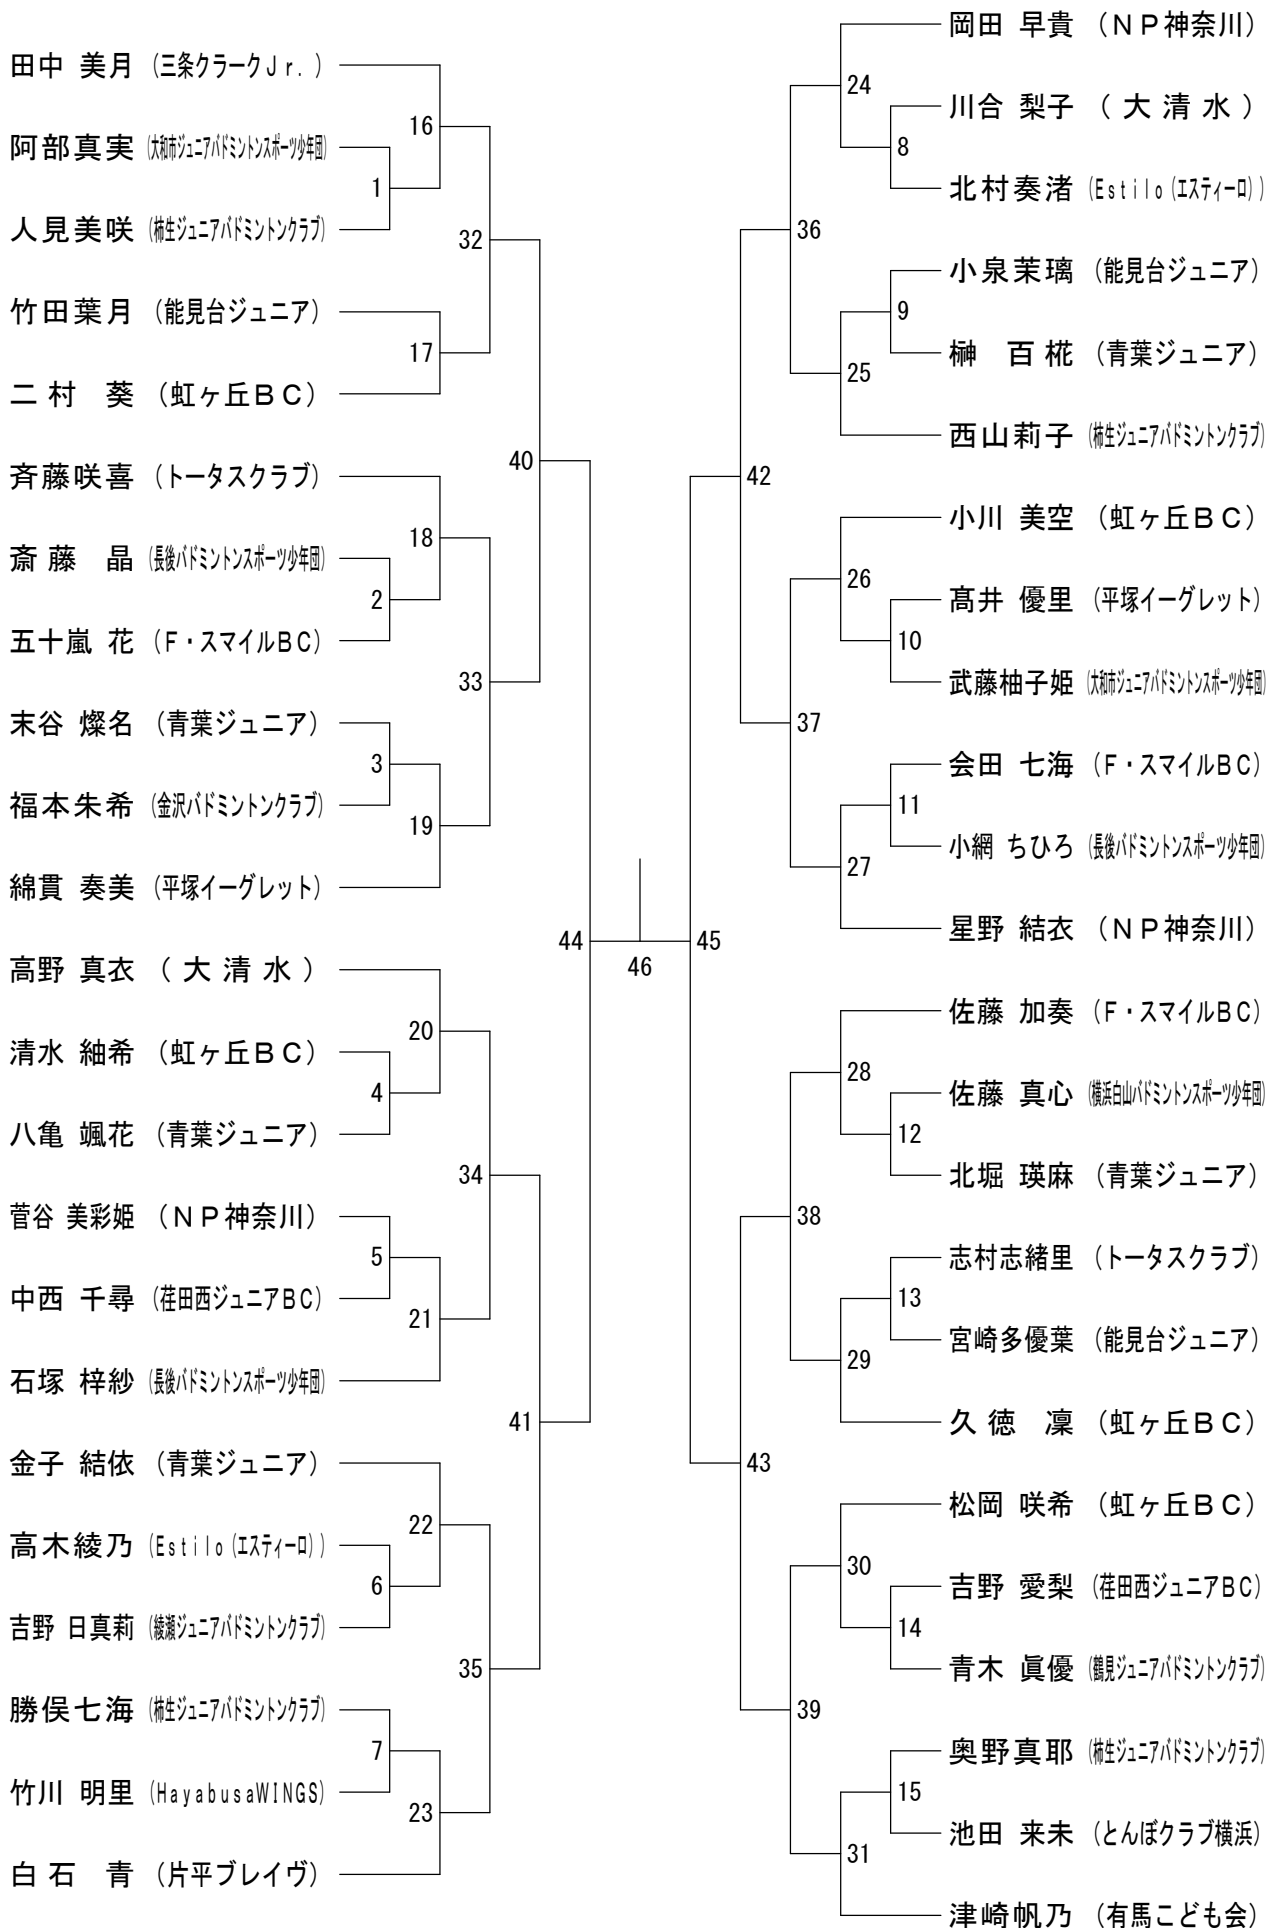 田中 美月 (三条クラークＪｒ.)
16
阿部真実 (大和市ジュニアバドミントンスポーツ少年団)
1
人見美咲 (柿生ジュニアバドミントンクラブ)
32
竹田葉月 (能見台ジュニア)
17
二村 葵 (虹ヶ丘ＢＣ)
40
斉藤咲喜 (トータスクラブ)
18
斎藤 晶 (長後バドミントンスポーツ少年団)
2
五十嵐 花 (Ｆ・スマイルＢＣ)
33
末谷 燦名 (青葉ジュニア)
3
福本朱希 (金沢バドミントンクラブ)
19
綿貫 奏美 (平塚イーグレット)
44
高野 真衣 (大清水)
20
清水 紬希 (虹ヶ丘ＢＣ)
4
八亀 颯花 (青葉ジュニア)
34
菅谷 美彩姫 (ＮＰ神奈川)
5
中西 千尋 (荏田西ジュニアＢＣ)
21
石塚 梓紗 (長後バドミントンスポーツ少年団)
41
金子 結依 (青葉ジュニア)
22
高木綾乃 (Estilo(エスティーロ))
6
吉野 日真莉 (綾瀬ジュニアバドミントンクラブ)
35
勝俣七海 (柿生ジュニアバドミントンクラブ)
7
竹川 明里 (HayabusaWINGS)
23
白石 青 (片平ブレイヴ)
46
岡田 早貴 (ＮＰ神奈川)
24
川合 梨子 (大清水)
8
北村奏渚 (Estilo(エスティーロ))
36
小泉茉璃 (能見台ジュニア)
9
榊 百椛 (青葉ジュニア)
25
西山莉子 (柿生ジュニアバドミントンクラブ)
42
小川 美空 (虹ヶ丘ＢＣ)
26
髙井 優里 (平塚イーグレット)
10
武藤柚子姫 (大和市ジュニアバドミントンスポーツ少年団)
37
会田 七海 (Ｆ・スマイルＢＣ)
11
小網 ちひろ (長後バドミントンスポーツ少年団)
27
星野 結衣 (ＮＰ神奈川)
45
佐藤 加奏 (Ｆ・スマイルＢＣ)
28
佐藤 真心 (横浜白山バドミントンスポーツ少年団)
12
北堀 瑛麻 (青葉ジュニア)
38
志村志緒里 (トータスクラブ)
13
宮崎多優葉 (能見台ジュニア)
29
久徳 凜 (虹ヶ丘ＢＣ)
43
松岡 咲希 (虹ヶ丘ＢＣ)
30
吉野 愛梨 (荏田西ジュニアＢＣ)
14
青木 眞優 (鶴見ジュニアバドミントンクラブ)
39
奥野真耶 (柿生ジュニアバドミントンクラブ)
15
池田 来未 (とんぼクラブ横浜)
31
津崎帆乃 (有馬こども会)